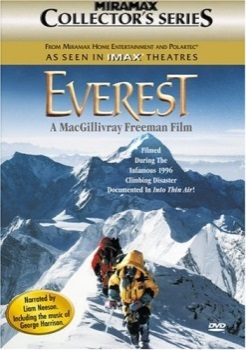 MIRAMAX
COLLECTOR'S SERIES
FROM MIRAMAX HOME ENTERTAINMENT AND POLARTEC®
AS SEEN IN IMAX® THEATRES
EVEREST
A MacGillivray Freeman Film
Filmed
During The
Infamous 1996
Climbing Disaster
Documented In Into Thin Air!
Narrated by
Liam Neeson.
Including the music of
George Harrison.
DVD